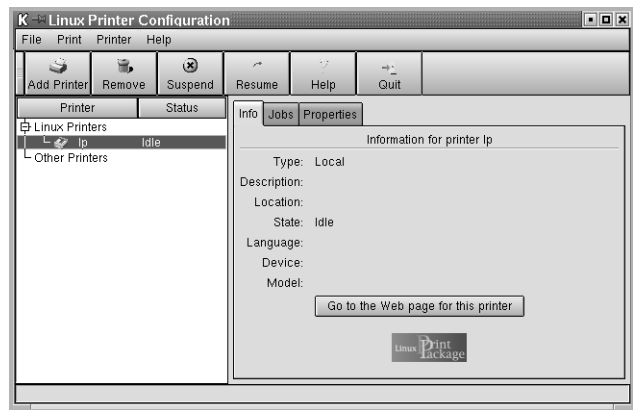 K Linux Printer Configuration
File Print Printer Help
Add Printer Remove Suspend Resume Help Quit
Printer Status
Linux Printers
lp Idle
Other Printers
Info Jobs Properties
Information for printer lp
Type: Local
Description:
Location:
State: Idle
Language:
Device:
Model:
Go to the Web page for this printer
Linux Print Package